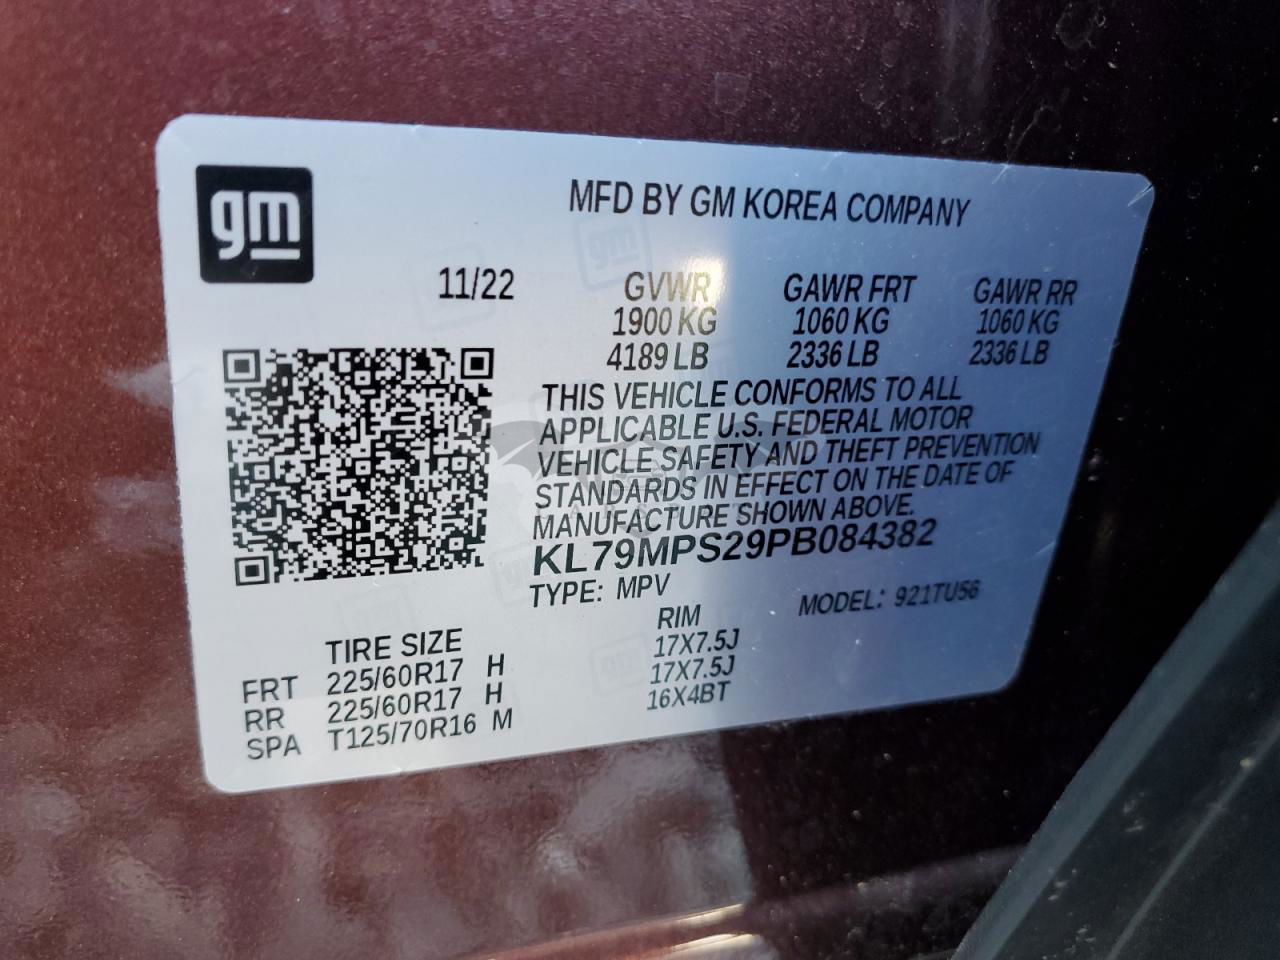 gm
MFD BY GM KOREA COMPANY
11/22 GVWR GAWR FRT GAWR RR
1900 KG 1060 KG 1060 KG
4189 LB 2336 LB 2336 LB
THIS VEHICLE CONFORMS TO ALL
APPLICABLE U.S. FEDERAL MOTOR
VEHICLE SAFETY AND THEFT PREVENTION
STANDARDS IN EFFECT ON THE DATE OF
MANUFACTURE SHOWN ABOVE.
KL79MPS29PB084382
TYPE: MPV MODEL: 921TU56
TIRE SIZE RIM
FRT 225/60R17 H 17X7.5J
RR 225/60R17 H 17X7.5J
SPA T125/70R16 M 16X4BT